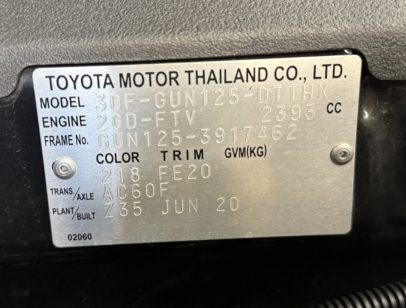 TOYOTA MOTOR THAILAND CO., LTD.
MODEL 3DF-GUN125-DTTHX
ENGINE 2GD-FTV 2393 CC
FRAME No. GUN125-3917462
COLOR TRIM GVM(KG)
218 FE20
TRANS/AXLE AC60F
PLANT/BUILT Z35 JUN 20
02060